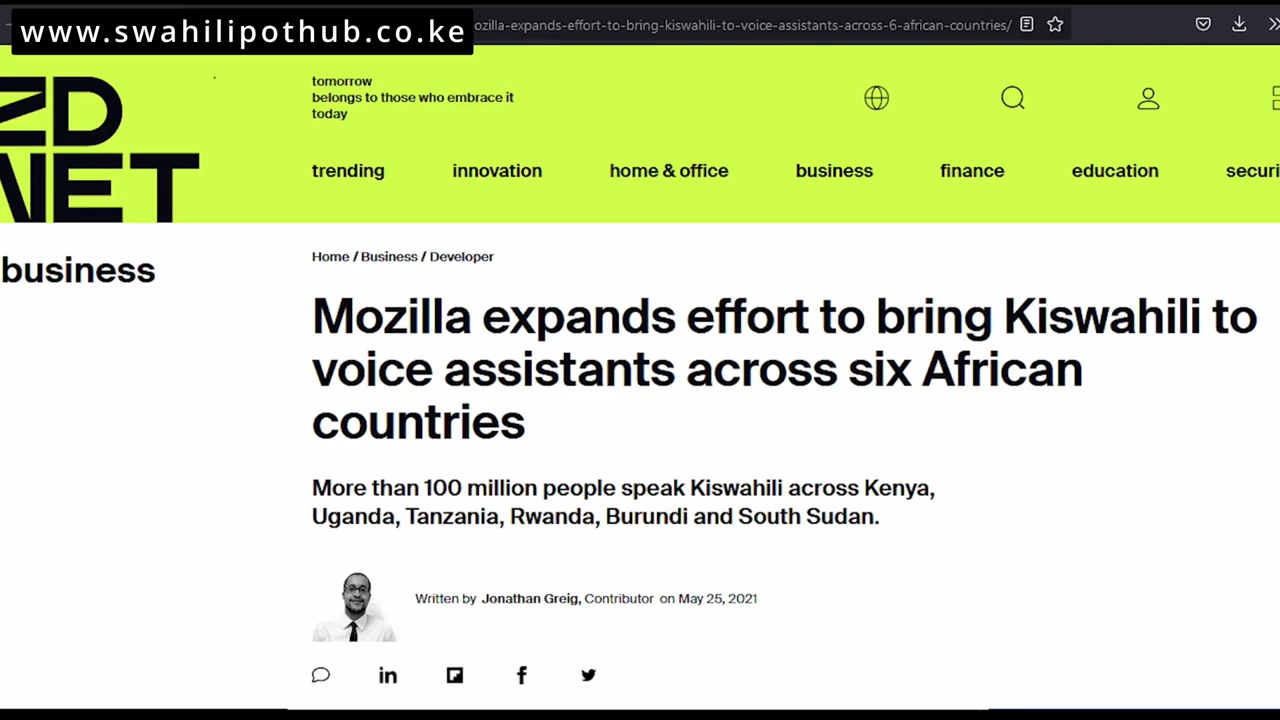 www.swahilipothub.co.ke
ozilla-expands-effort-to-bring-kiswahili-to-voice-assistants-across-6-african-countries/
ZD
NET
tomorrow
belongs to those who embrace it
today
trending innovation home & office business finance education securi
business
Home / Business / Developer
Mozilla expands effort to bring Kiswahili to
voice assistants across six African
countries
More than 100 million people speak Kiswahili across Kenya,
Uganda, Tanzania, Rwanda, Burundi and South Sudan.
Written by Jonathan Greig, Contributor on May 25, 2021